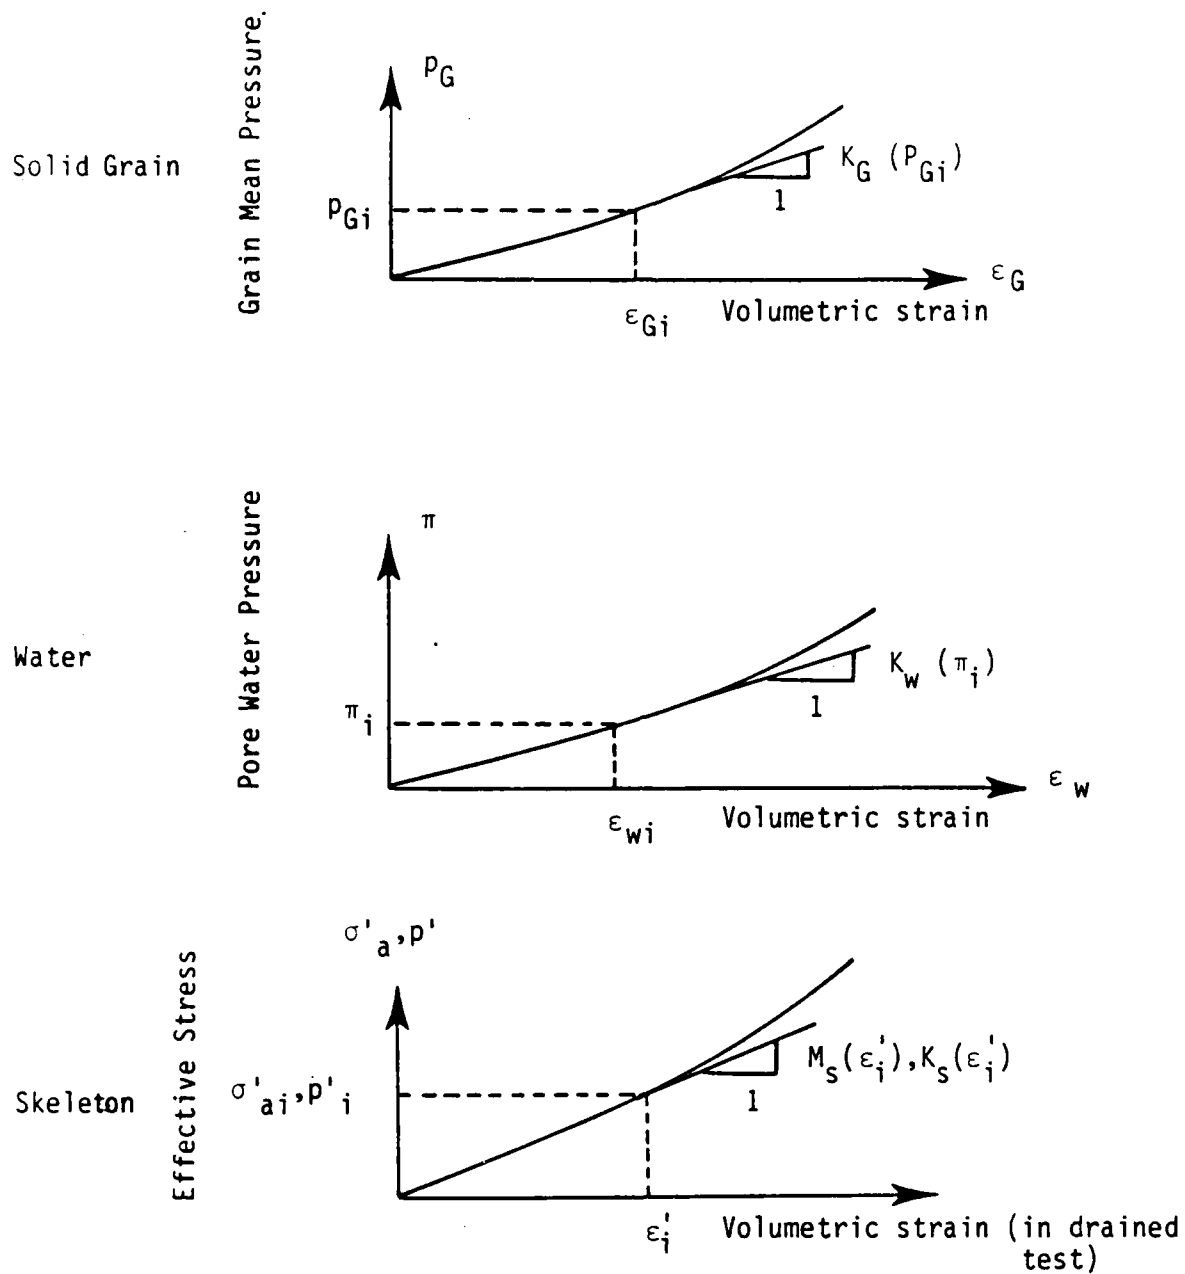 Grain Mean Pressure.
p_G
Solid Grain
K_G (P_Gi)
1
p_Gi
ε_G
ε_Gi
Volumetric strain
Pore Water Pressure
π
Water
K_w (π_i)
1
π_i
ε_w
ε_wi
Volumetric strain
Effective Stress
σ'_a,p'
M_s(ε'_i),K_s(ε'_i)
1
Skeleton
σ'_ai,p'_i
ε'_i
Volumetric strain (in drained
test)